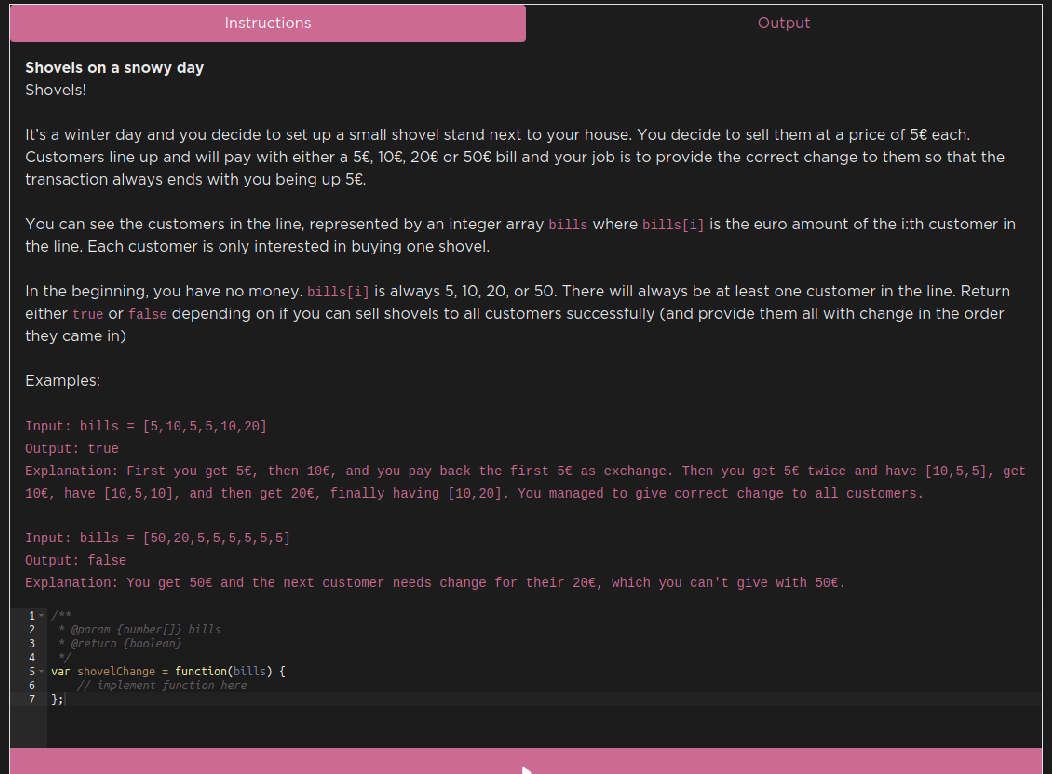 Instructions
Output
Shovels on a snowy day
Shovels!
It's a winter day and you decide to set up a small shovel stand next to your house. You decide to sell them at a price of 5€ each.
Customers line up and will pay with either a 5€, 10€, 20€ or 50€ bill and your job is to provide the correct change to them so that the
transaction always ends with you being up 5€.
You can see the customers in the line, represented by an integer array bills where bills[i] is the euro amount of the i:th customer in
the line. Each customer is only interested in buying one shovel.
In the beginning, you have no money. bills[i] is always 5, 10, 20, or 50. There will always be at least one customer in the line. Return
either true or false depending on if you can sell shovels to all customers successfully (and provide them all with change in the order
they came in)
Examples:
Input: bills = [5,10,5,5,10,20]
Output: true
Explanation: First you get 5€, then 10€, and you pay back the first 5€ as exchange. Then you get 5€ twice and have [10,5,5], get
10€, have [10,5,10], and then get 20€, finally having [10,20]. You managed to give correct change to all customers.
Input: bills = [50,20,5,5,5,5,5,5]
Output: false
Explanation: You get 50€ and the next customer needs change for their 20€, which you can't give with 50€.
1 /**
2 * @param {number[]} bills
3 * @return {boolean}
4 */
5 var shovelChange = function(bills) {
6 // implement function here
7 };